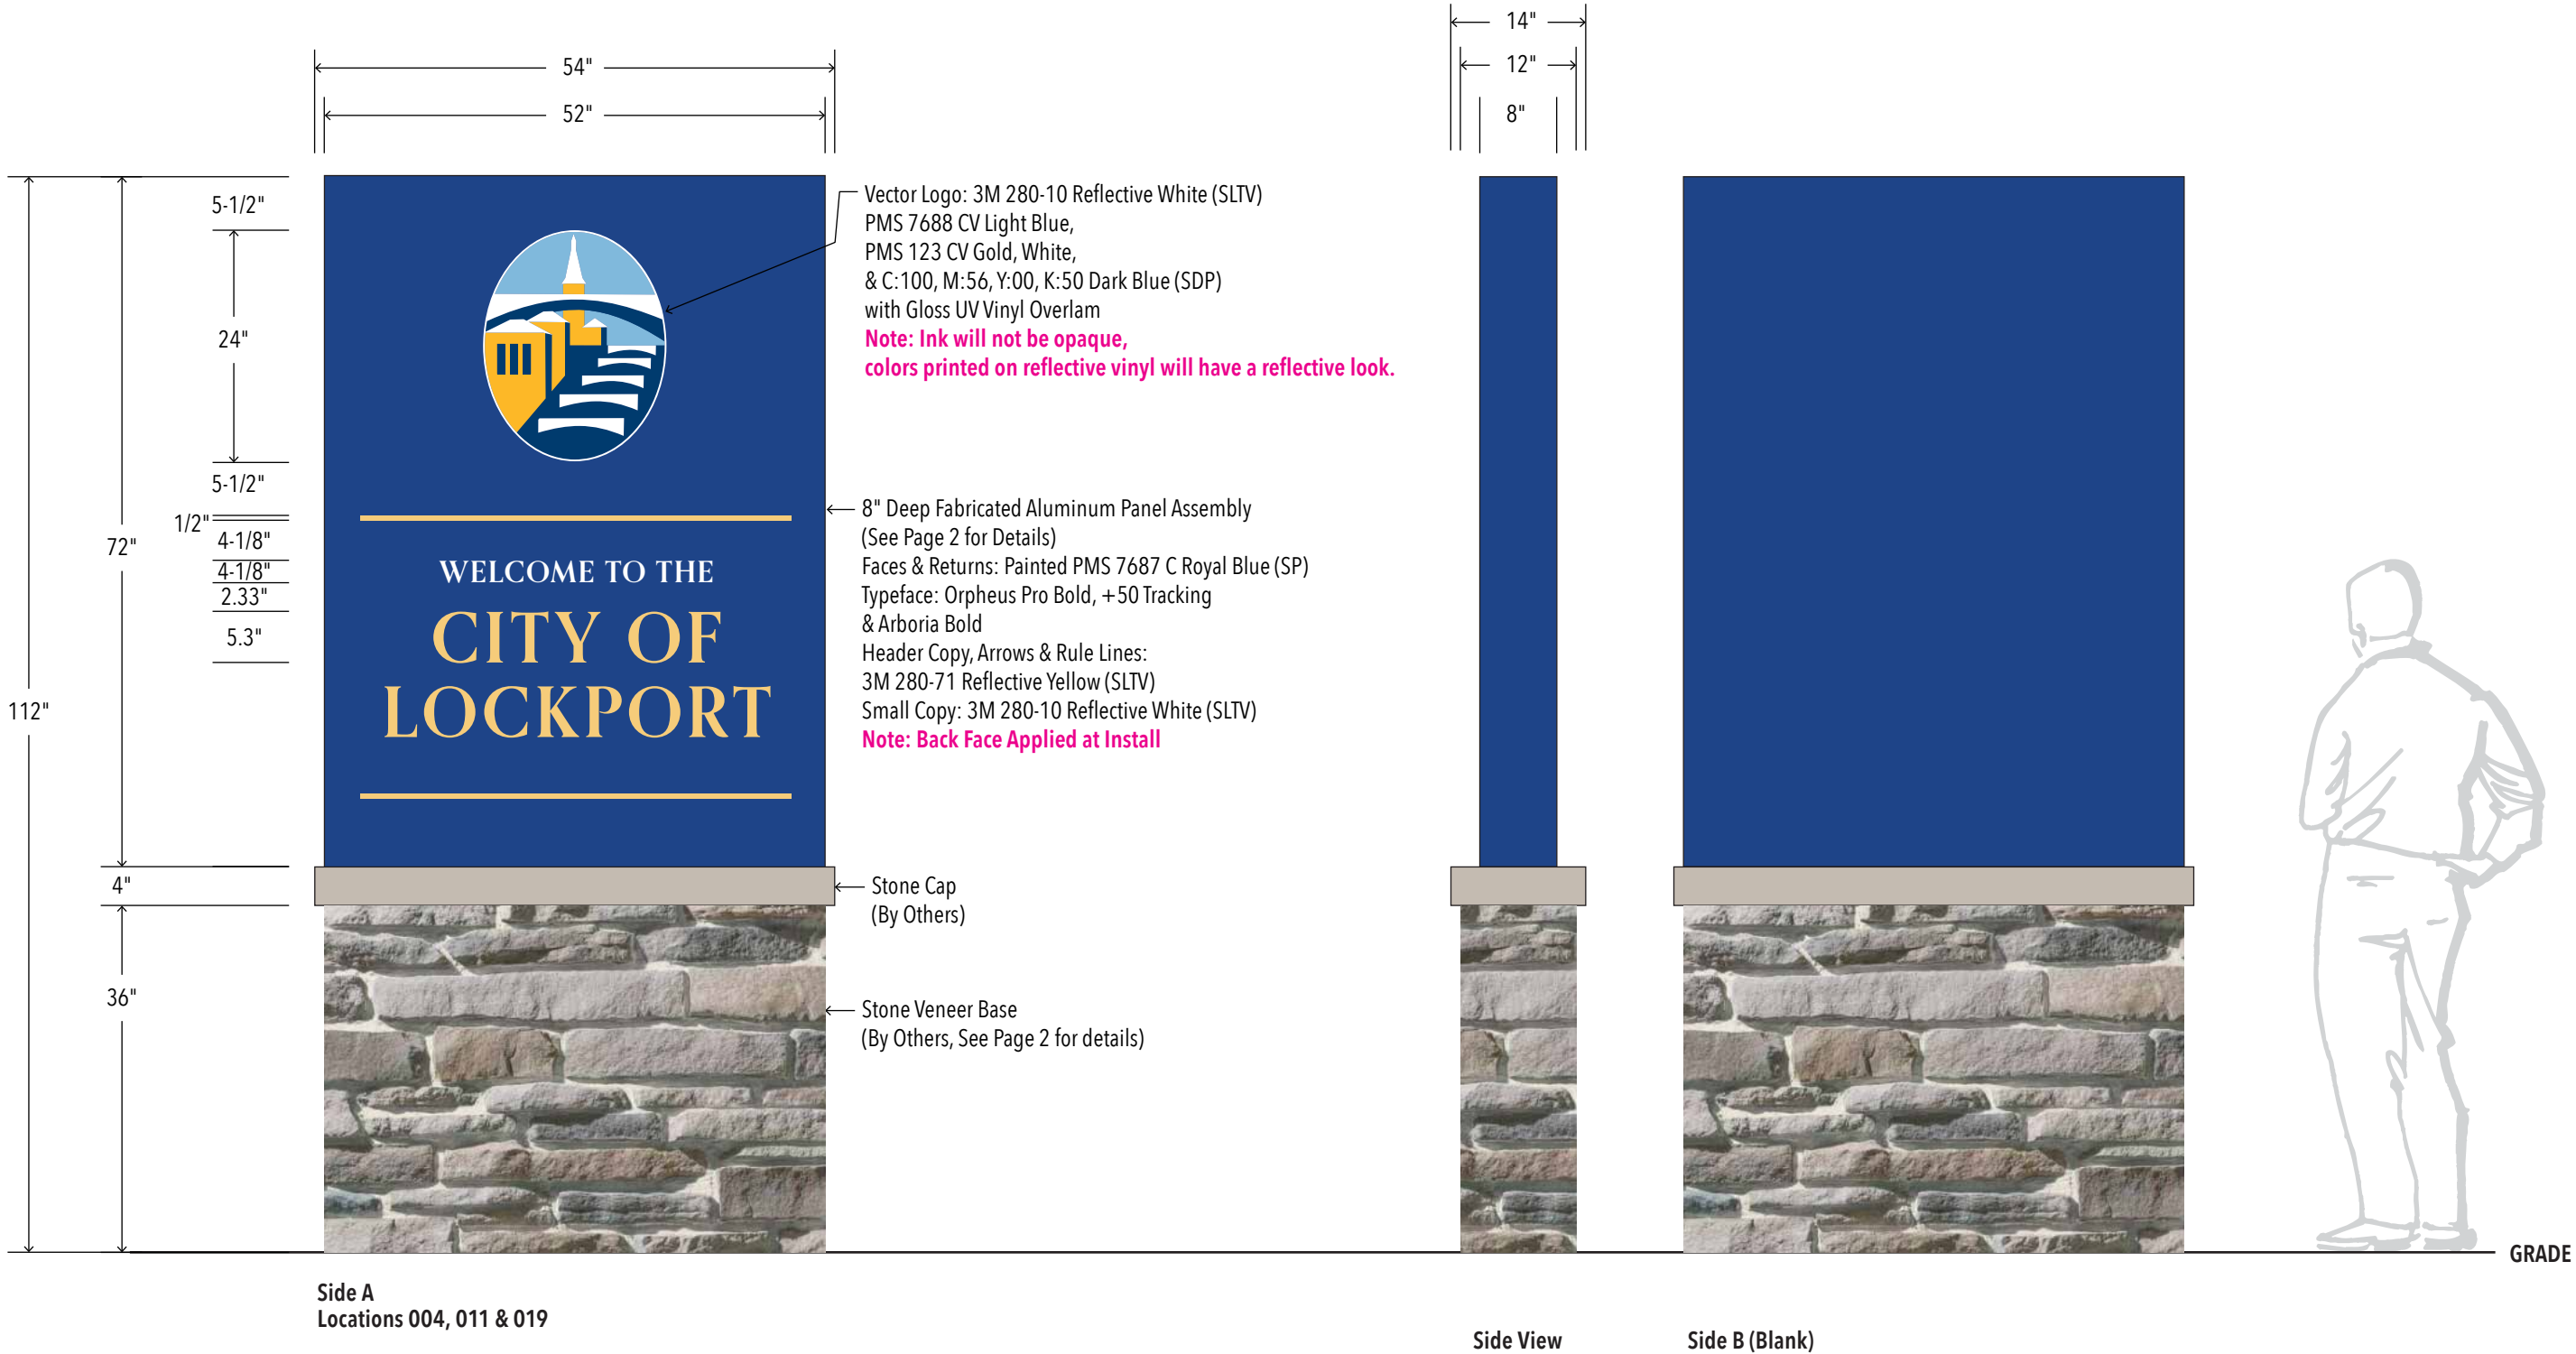 14"
54"
12"
52"
8"
5-1/2"
24"
5-1/2"
1/2"
4-1/8"
4-1/8"
2.33"
5.3"
72"
112"
4"
36"
WELCOME TO THE
CITY OF
LOCKPORT
Vector Logo: 3M 280-10 Reflective White (SLTV)
PMS 7688 CV Light Blue,
PMS 123 CV Gold, White,
& C:100, M:56, Y:00, K:50 Dark Blue (SDP)
with Gloss UV Vinyl Overlam
Note: Ink will not be opaque,
colors printed on reflective vinyl will have a reflective look.
8" Deep Fabricated Aluminum Panel Assembly
(See Page 2 for Details)
Faces & Returns: Painted PMS 7687 C Royal Blue (SP)
Typeface: Orpheus Pro Bold, +50 Tracking
& Arboria Bold
Header Copy, Arrows & Rule Lines:
3M 280-71 Reflective Yellow (SLTV)
Small Copy: 3M 280-10 Reflective White (SLTV)
Note: Back Face Applied at Install
Stone Cap
(By Others)
Stone Veneer Base
(By Others, See Page 2 for details)
GRADE
Side A
Locations 004, 011 & 019
Side View
Side B (Blank)